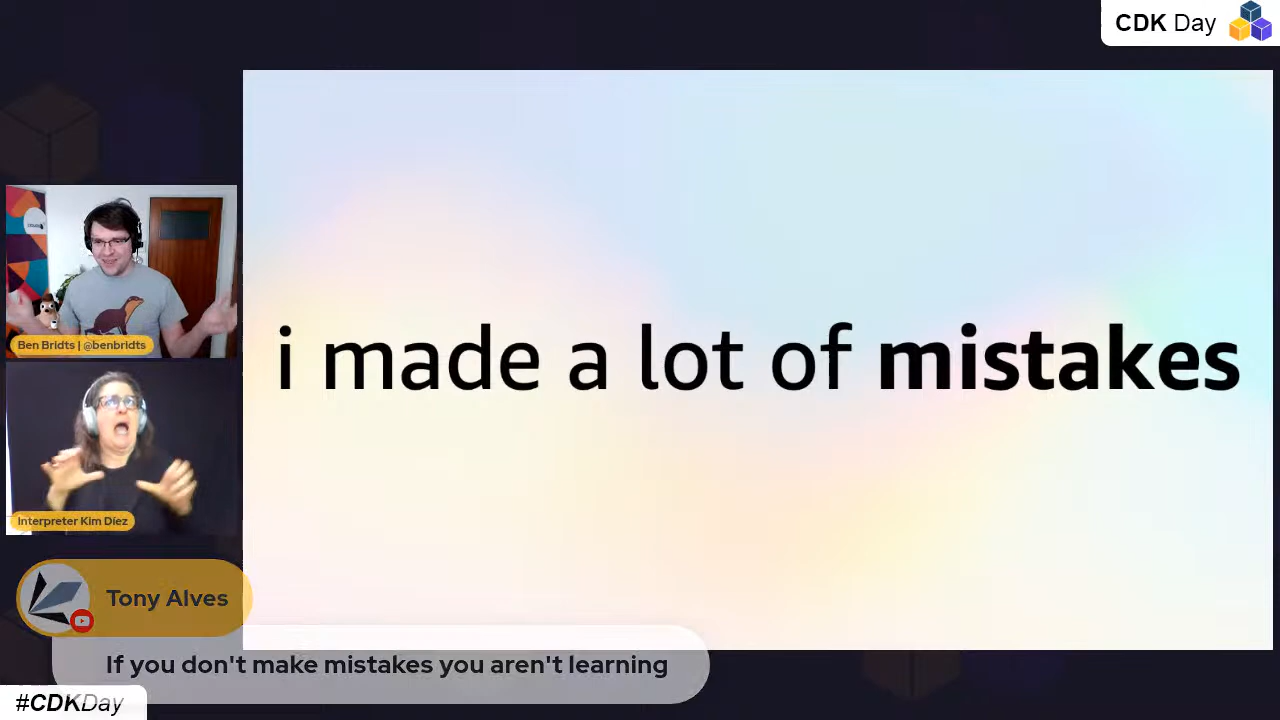 CDK Day
i made a lot of mistakes
Ben Bridts | @benbridts
Interpreter Kim Díez
Tony Alves
If you don't make mistakes you aren't learning
#CDKDay